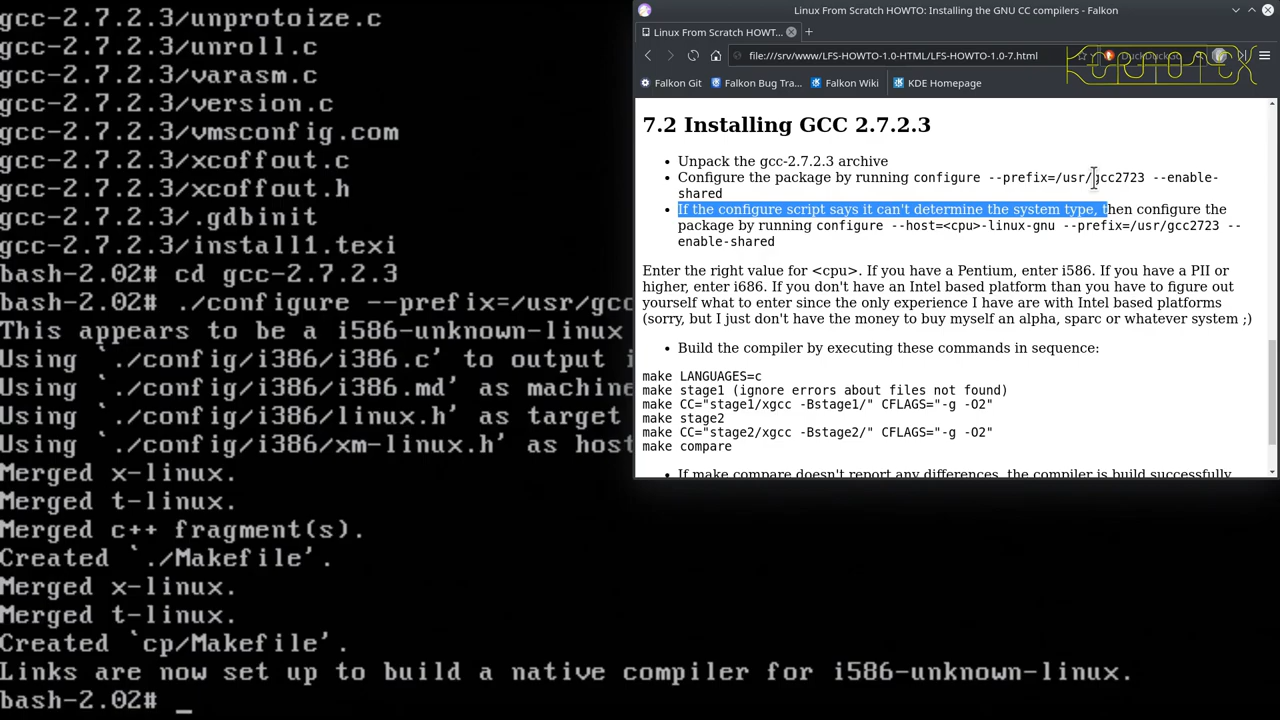 gcc-2.7.2.3/unprotoize.c
gcc-2.7.2.3/unroll.c
gcc-2.7.2.3/varasm.c
gcc-2.7.2.3/version.c
gcc-2.7.2.3/vmsconfig.com
gcc-2.7.2.3/xcoffout.c
gcc-2.7.2.3/xcoffout.h
gcc-2.7.2.3/.gdbinit
gcc-2.7.2.3/install1.texi
bash-2.02# cd gcc-2.7.2.3
bash-2.02# ./configure --prefix=/usr/gcc
This appears to be a i586-unknown-linux
Using `./config/i386/i386.c' to output
Using `./config/i386/i386.md' as machine
Using `./config/i386/linux.h' as target
Using `./config/i386/xm-linux.h' as host
Merged x-linux.
Merged t-linux.
Merged c++ fragment(s).
Created `./Makefile'.
Merged x-linux.
Merged t-linux.
Created `cp/Makefile'.
Links are now set up to build a native compiler for i586-unknown-linux.
bash-2.02# _
Linux From Scratch HOWTO: Installing the GNU CC compilers - Falkon
Linux From Scratch HOWT...
file:///srv/www/LFS-HOWTO-1.0-HTML/LFS-HOWTO-1.0-7.html
Falkon Git Falkon Bug Tra... Falkon Wiki KDE Homepage
7.2 Installing GCC 2.7.2.3
• Unpack the gcc-2.7.2.3 archive
• Configure the package by running configure --prefix=/usr/gcc2723 --enable-
shared
• If the configure script says it can't determine the system type, then configure the
package by running configure --host=<cpu>-linux-gnu --prefix=/usr/gcc2723 --
enable-shared
Enter the right value for <cpu>. If you have a Pentium, enter i586. If you have a PII or
higher, enter i686. If you don't have an Intel based platform than you have to figure out
yourself what to enter since the only experience I have are with Intel based platforms
(sorry, but I just don't have the money to buy myself an alpha, sparc or whatever system ;)
• Build the compiler by executing these commands in sequence:
make LANGUAGES=c
make stage1 (ignore errors about files not found)
make CC="stage1/xgcc -Bstage1/" CFLAGS="-g -O2"
make stage2
make CC="stage2/xgcc -Bstage2/" CFLAGS="-g -O2"
make compare
• If make compare doesn't report any differences, the compiler is build successfully